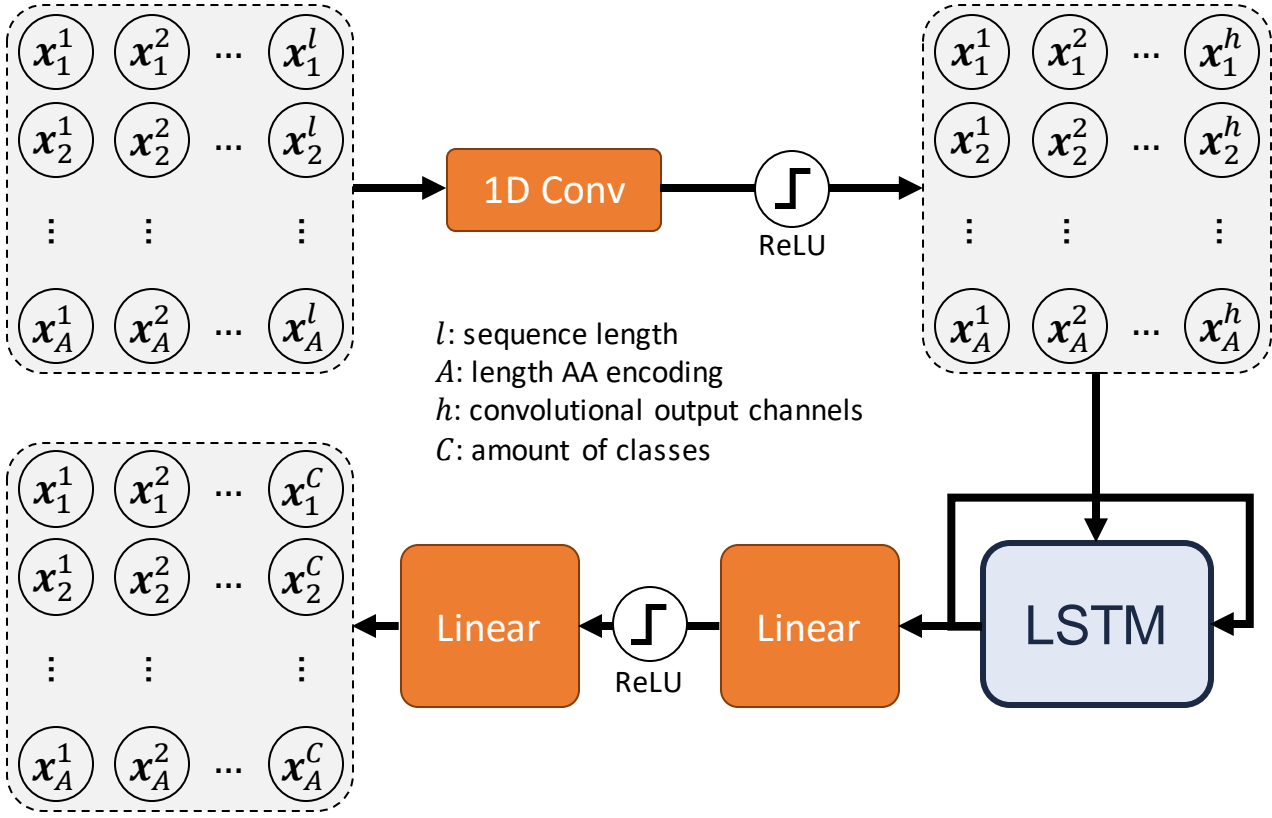 x_1^1 x_1^2 ... x_1^l
x_2^1 x_2^2 ... x_2^l
⋮ ⋮ ⋮
x_A^1 x_A^2 ... x_A^l
1D Conv
ReLU
x_1^1 x_1^2 ... x_1^h
x_2^1 x_2^2 ... x_2^h
⋮ ⋮ ⋮
x_A^1 x_A^2 ... x_A^h
l: sequence length
A: length AA encoding
h: convolutional output channels
C: amount of classes
LSTM
Linear
ReLU
Linear
x_1^1 x_1^2 ... x_1^C
x_2^1 x_2^2 ... x_2^C
⋮ ⋮ ⋮
x_A^1 x_A^2 ... x_A^C